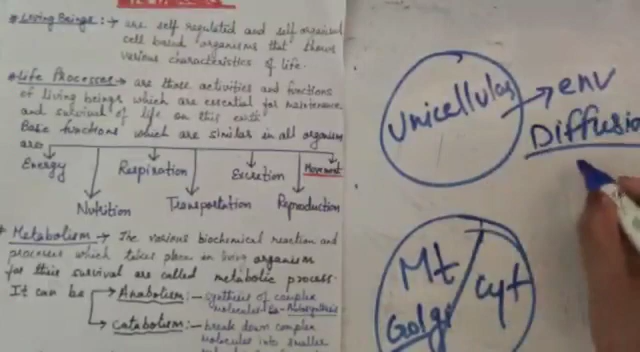 * Living Beings :→ are self regulated and self organised
cell based organisms that shows
various characteristics of life.
* Life Processes → are those activities and functions
of living beings which are essential for maintenance
and survival of life on this earth
Basic functions which are similar in all organism
are
Energy
Respiration
Excretion
Movement
Nutrition
Transportation
Reproduction
* Metabolism → The various biochemical reaction and
processes which takes place in living organism
for their survival are called metabolic process.
It can be → Anabolism :- synthesis of complex
molecules
→ Catabolism :- break down complex
molecules into smaller
Unicellular → env
Diffusio
Mt
Golgi
Cyt